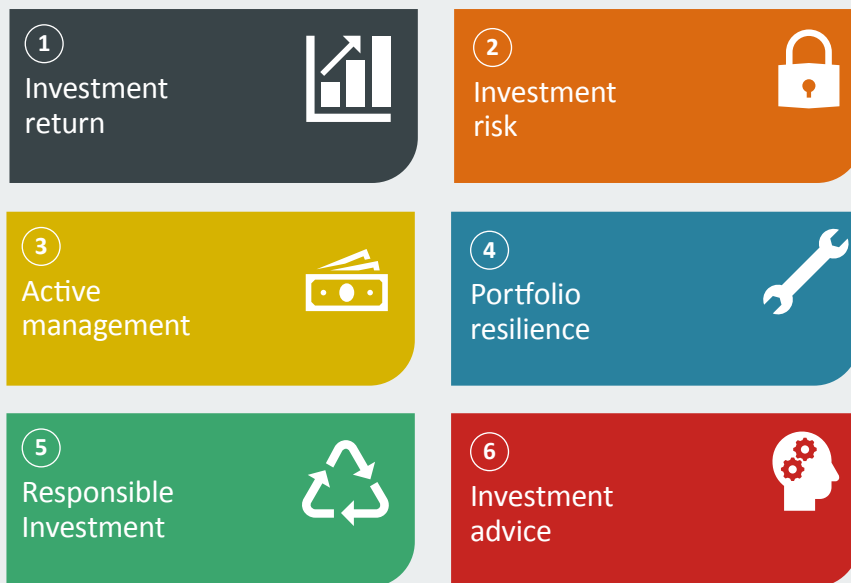 1
Investment
return
2
Investment
risk
3
Active
management
4
Portfolio
resilience
5
Responsible
Investment
6
Investment
advice